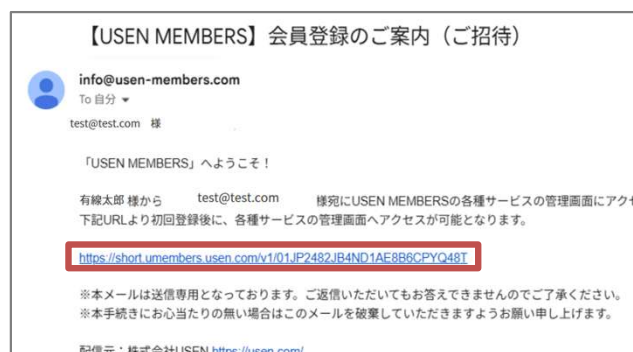 【USEN MEMBERS】会員登録のご案内（ご招待）
info@usen-members.com
To 自分
test@test.com 様
「USEN MEMBERS」へようこそ！
有線太郎 様から test@test.com 様宛にUSEN MEMBERSの各種サービスの管理画面にアクセ
下記URLより初回登録後に、各種サービスの管理画面へアクセスが可能となります。
https://short.umembers.usen.com/v1/01JP2482JB4ND1AE8B6CPYQ48T
※本メールは送信専用となっております。ご返信いただいてもお答えできませんのでご了承ください。
※本手続きにお心当たりの無い場合はこのメールを破棄していただきますようお願い申し上げます。
配信元：株式会社USEN https://usen.com/